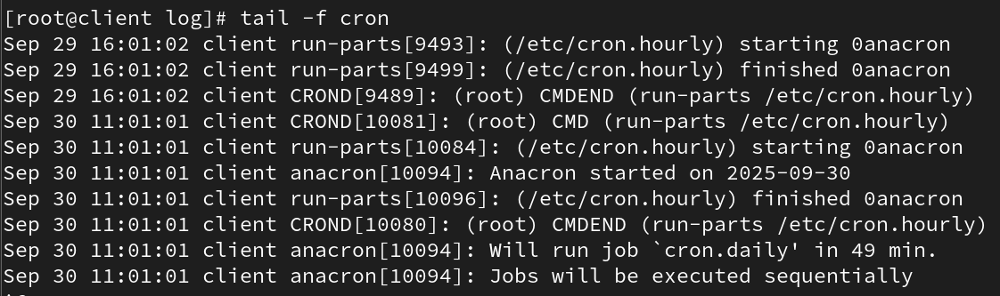 [root@client log]# tail -f cron
Sep 29 16:01:02 client run-parts[9493]: (/etc/cron.hourly) starting 0anacron
Sep 29 16:01:02 client run-parts[9499]: (/etc/cron.hourly) finished 0anacron
Sep 29 16:01:02 client CROND[9489]: (root) CMDEND (run-parts /etc/cron.hourly)
Sep 30 11:01:01 client CROND[10081]: (root) CMD (run-parts /etc/cron.hourly)
Sep 30 11:01:01 client run-parts[10084]: (/etc/cron.hourly) starting 0anacron
Sep 30 11:01:01 client anacron[10094]: Anacron started on 2025-09-30
Sep 30 11:01:01 client run-parts[10096]: (/etc/cron.hourly) finished 0anacron
Sep 30 11:01:01 client CROND[10080]: (root) CMDEND (run-parts /etc/cron.hourly)
Sep 30 11:01:01 client anacron[10094]: Will run job `cron.daily' in 49 min.
Sep 30 11:01:01 client anacron[10094]: Jobs will be executed sequentially